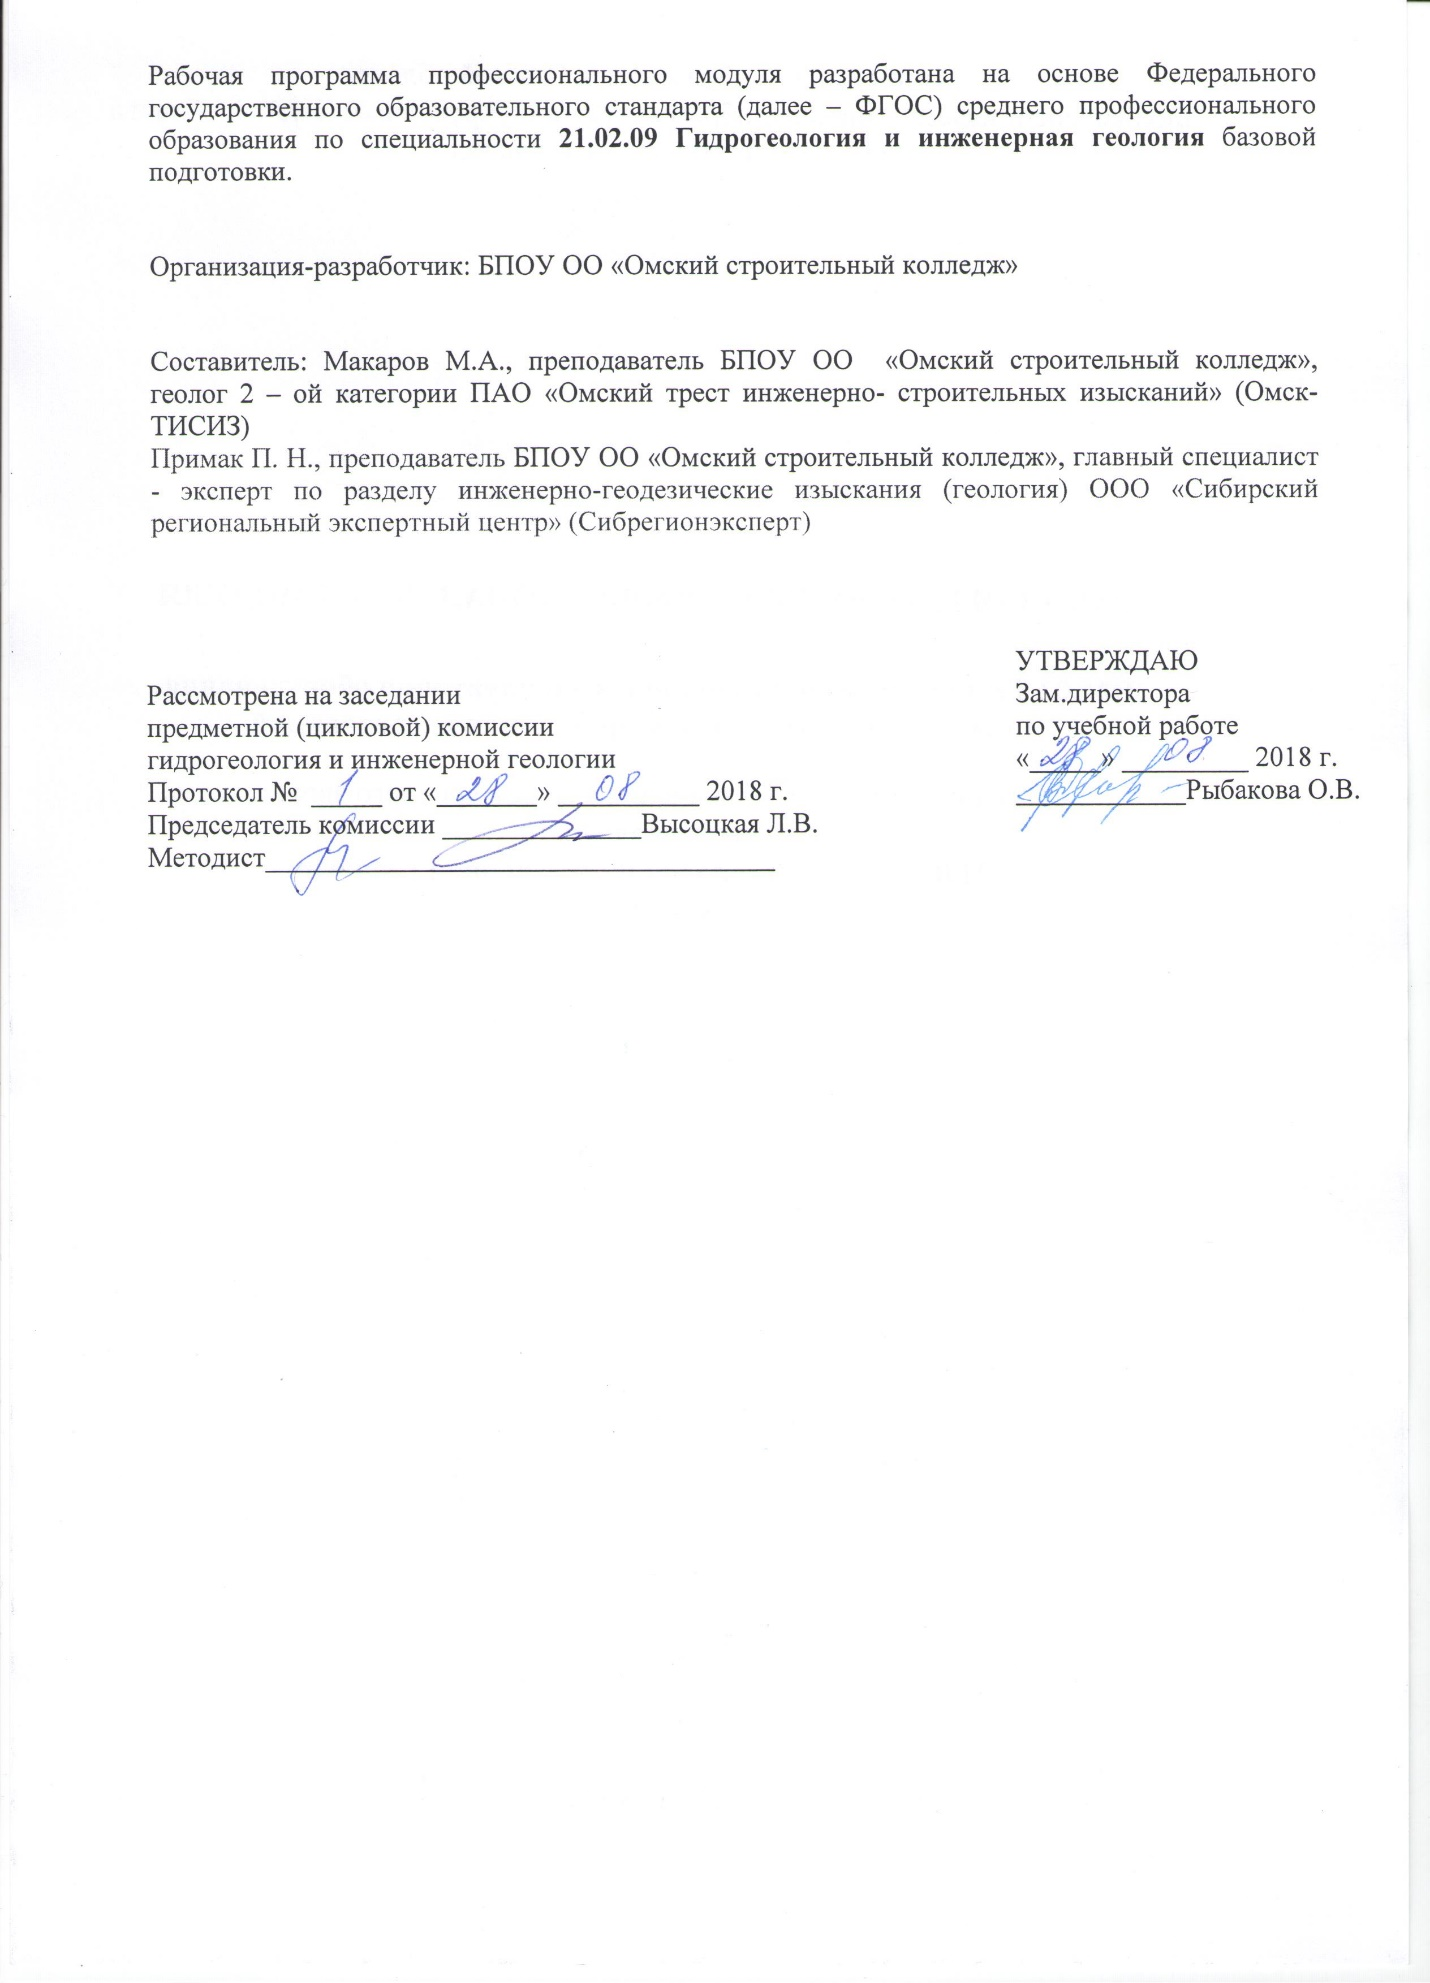 Рабочая программа профессионального модуля разработана на основе Федерального
государственного образовательного стандарта (далее – ФГОС) среднего профессионального
образования по специальности 21.02.09 Гидрогеология и инженерная геология базовой
подготовки.
Организация-разработчик: БПОУ ОО «Омский строительный колледж»
Составитель: Макаров М.А., преподаватель БПОУ ОО «Омский строительный колледж»,
геолог 2 – ой категории ПАО «Омский трест инженерно- строительных изысканий» (Омск-
ТИСИЗ)
Примак П. Н., преподаватель БПОУ ОО «Омский строительный колледж», главный специалист
- эксперт по разделу инженерно-геодезические изыскания (геология) ООО «Сибирский
региональный экспертный центр» (Сибрегионэксперт)
Рассмотрена на заседании
предметной (цикловой) комиссии
гидрогеология и инженерной геологии
Протокол № 1 от «28» 08 2018 г.
Председатель комиссии ______________Высоцкая Л.В.
Методист____________________________________
УТВЕРЖДАЮ
Зам.директора
по учебной работе
«28» 08 2018 г.
____________Рыбакова О.В.